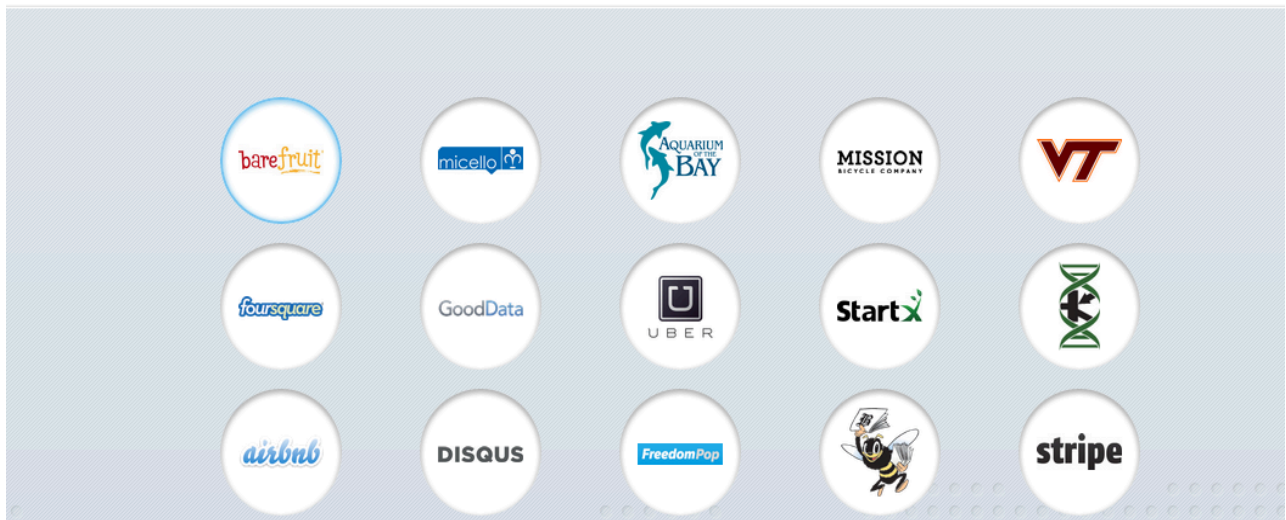 barefruit
micello
AQUARIUM
OF THE
BAY
MISSION
BICYCLE COMPANY
VT
foursquare
GoodData
U
UBER
StartX
K
airbnb
DISQUS
FreedomPop
B
stripe